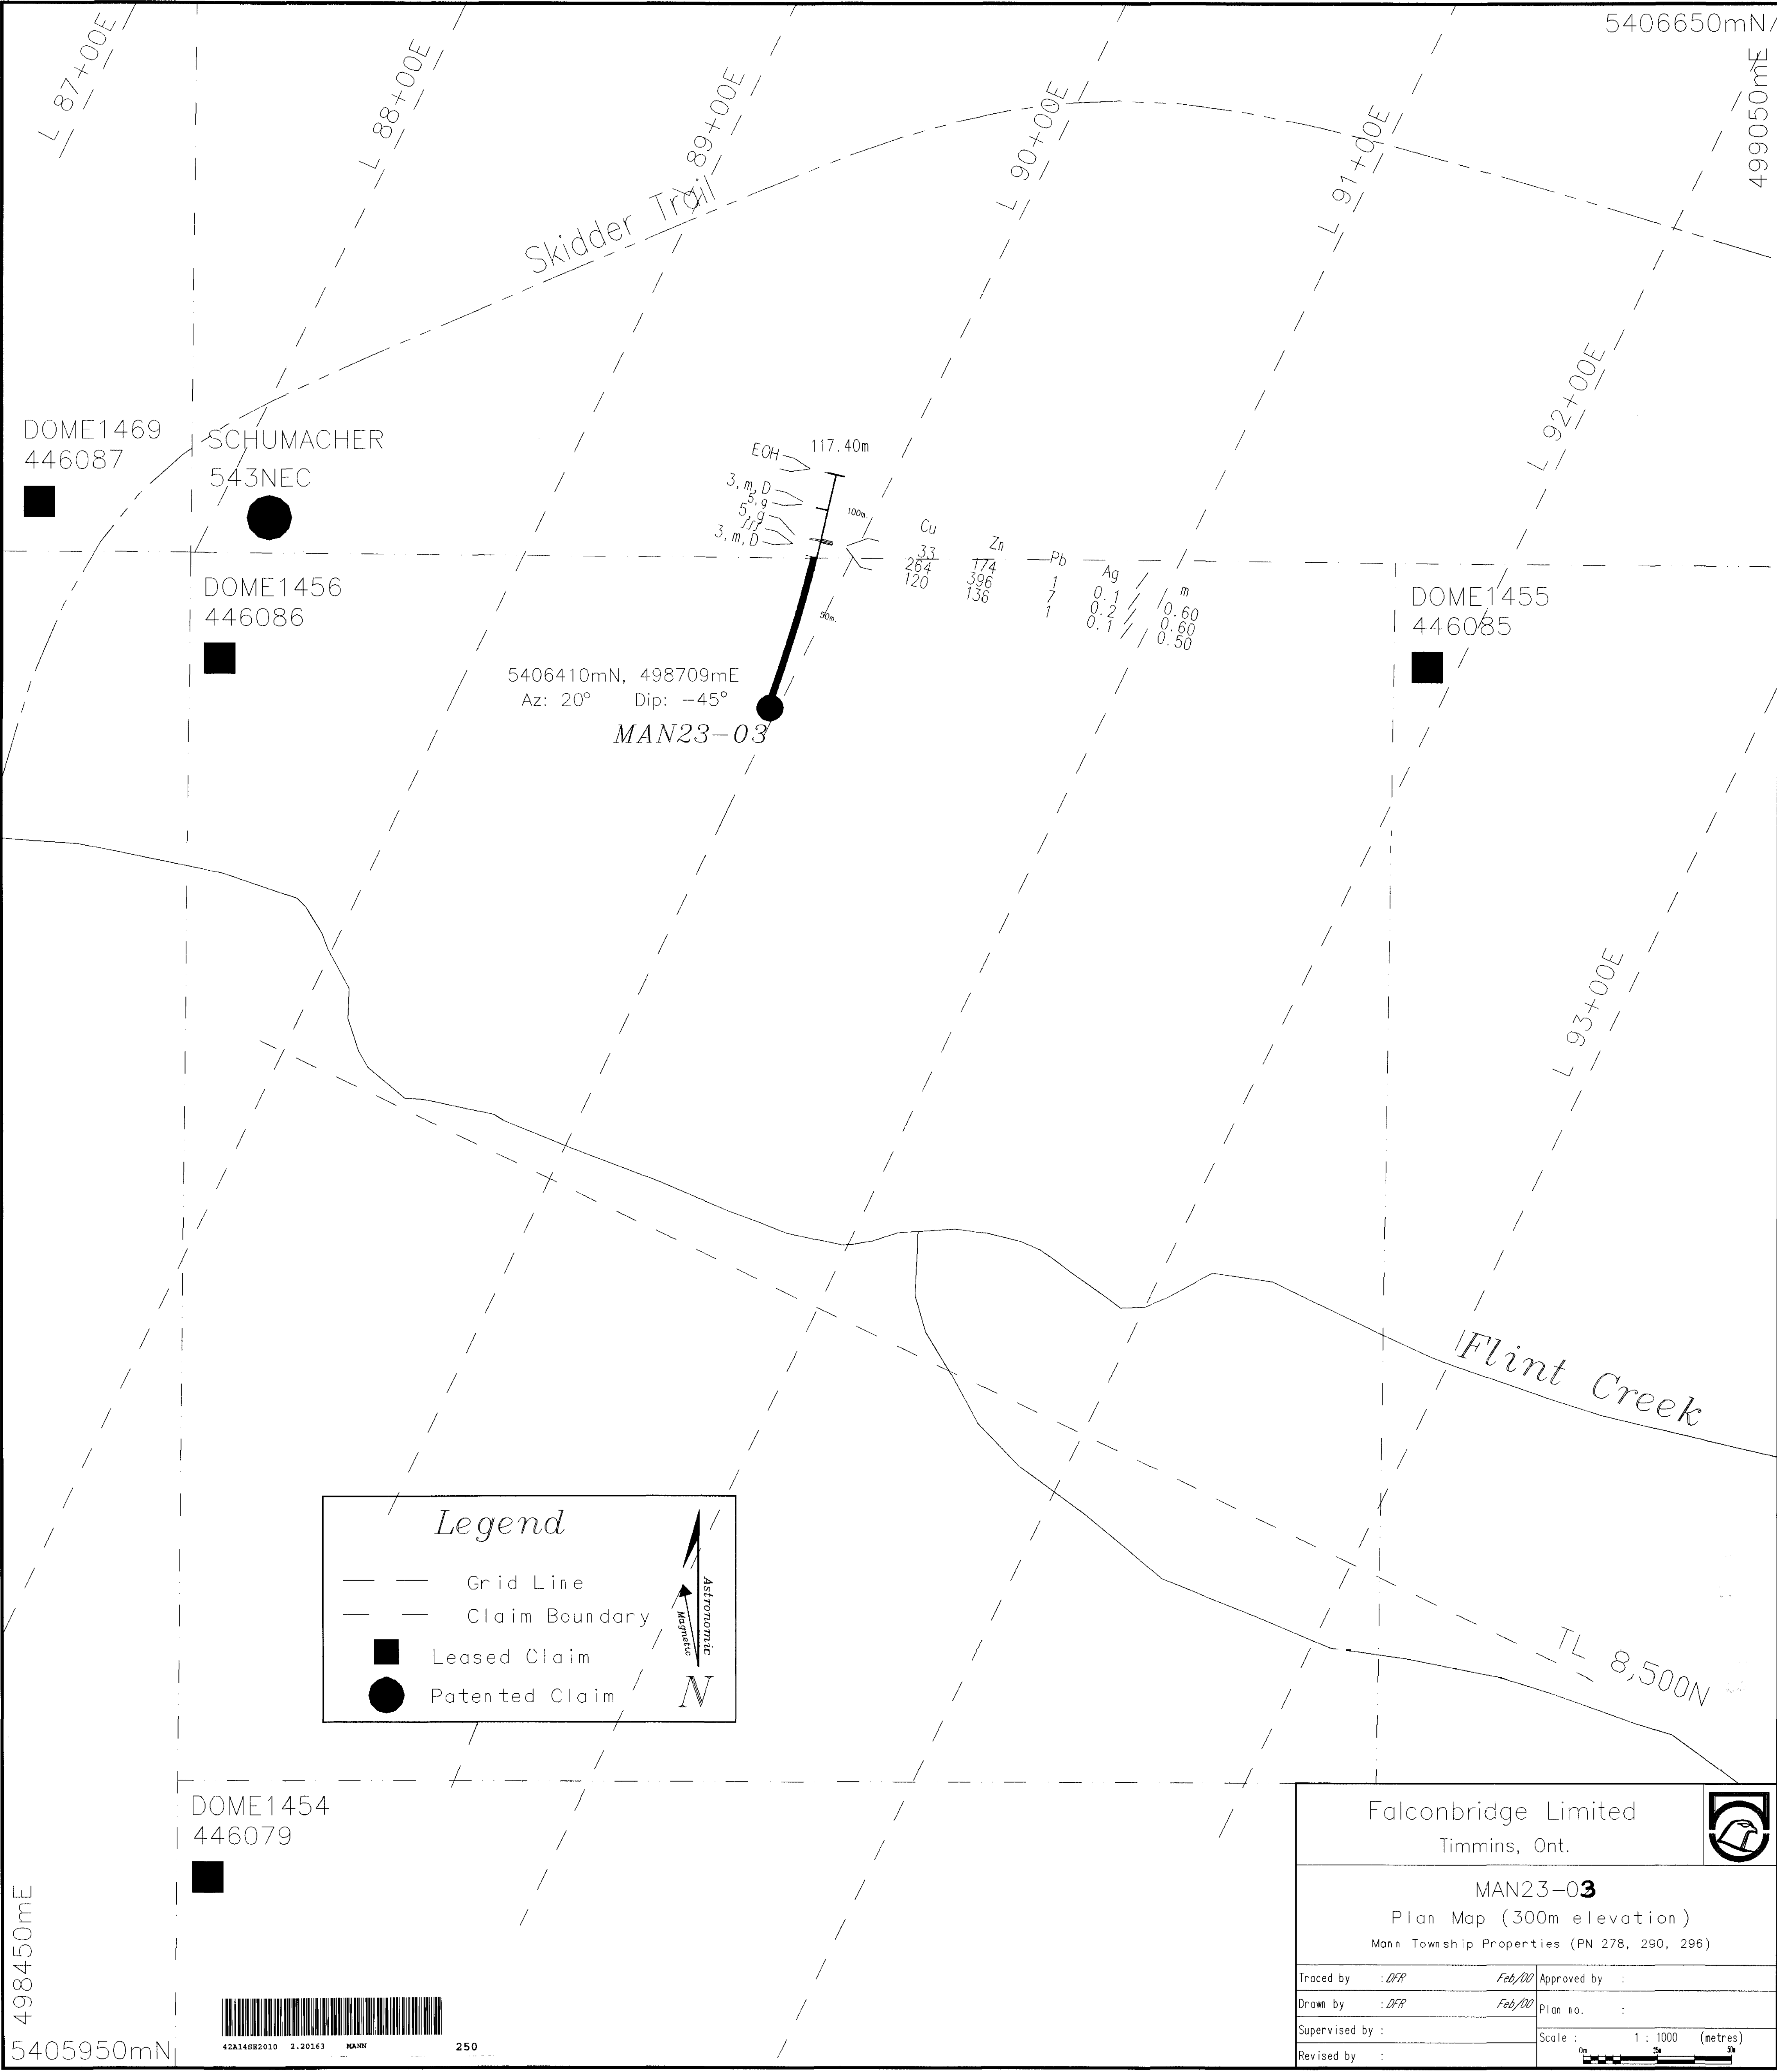 5406650mN
499050mE
L 87+00E
L 88+00E
L 89+00E
L 90+00E
L 91+00E
L 92+00E
L 93+00E
Skidder Trail
DOME1469
446087
SCHUMACHER
543NEC
DOME1456
446086
DOME1455
446085
EOH
117.40m
3, m, D
5, g
5, g
3, m, D
100m.
50m.
Cu Zn Pb Ag m
33 174 1 0.1 0.60
264 396 7 0.2 0.60
120 136 1 0.1 0.50
5406410mN, 498709mE
Az: 20° Dip: -45°
MAN23-03
Flint Creek
TL 8,500N
Legend
Grid Line
Claim Boundary
Leased Claim
Patented Claim
Astronomic
Magnetic
N
DOME1454
446079
498450mE
5405950mN
42A14SE2010 2.20163 MANN
250
Falconbridge Limited
Timmins, Ont.
MAN23-03
Plan Map (300m elevation)
Mann Township Properties (PN 278, 290, 296)
Traced by : DFR Feb/00
Approved by :
Drawn by : DFR Feb/00
Plan no. :
Supervised by :
Scale : 1 : 1000 (metres)
Revised by :
0m 25m 50m